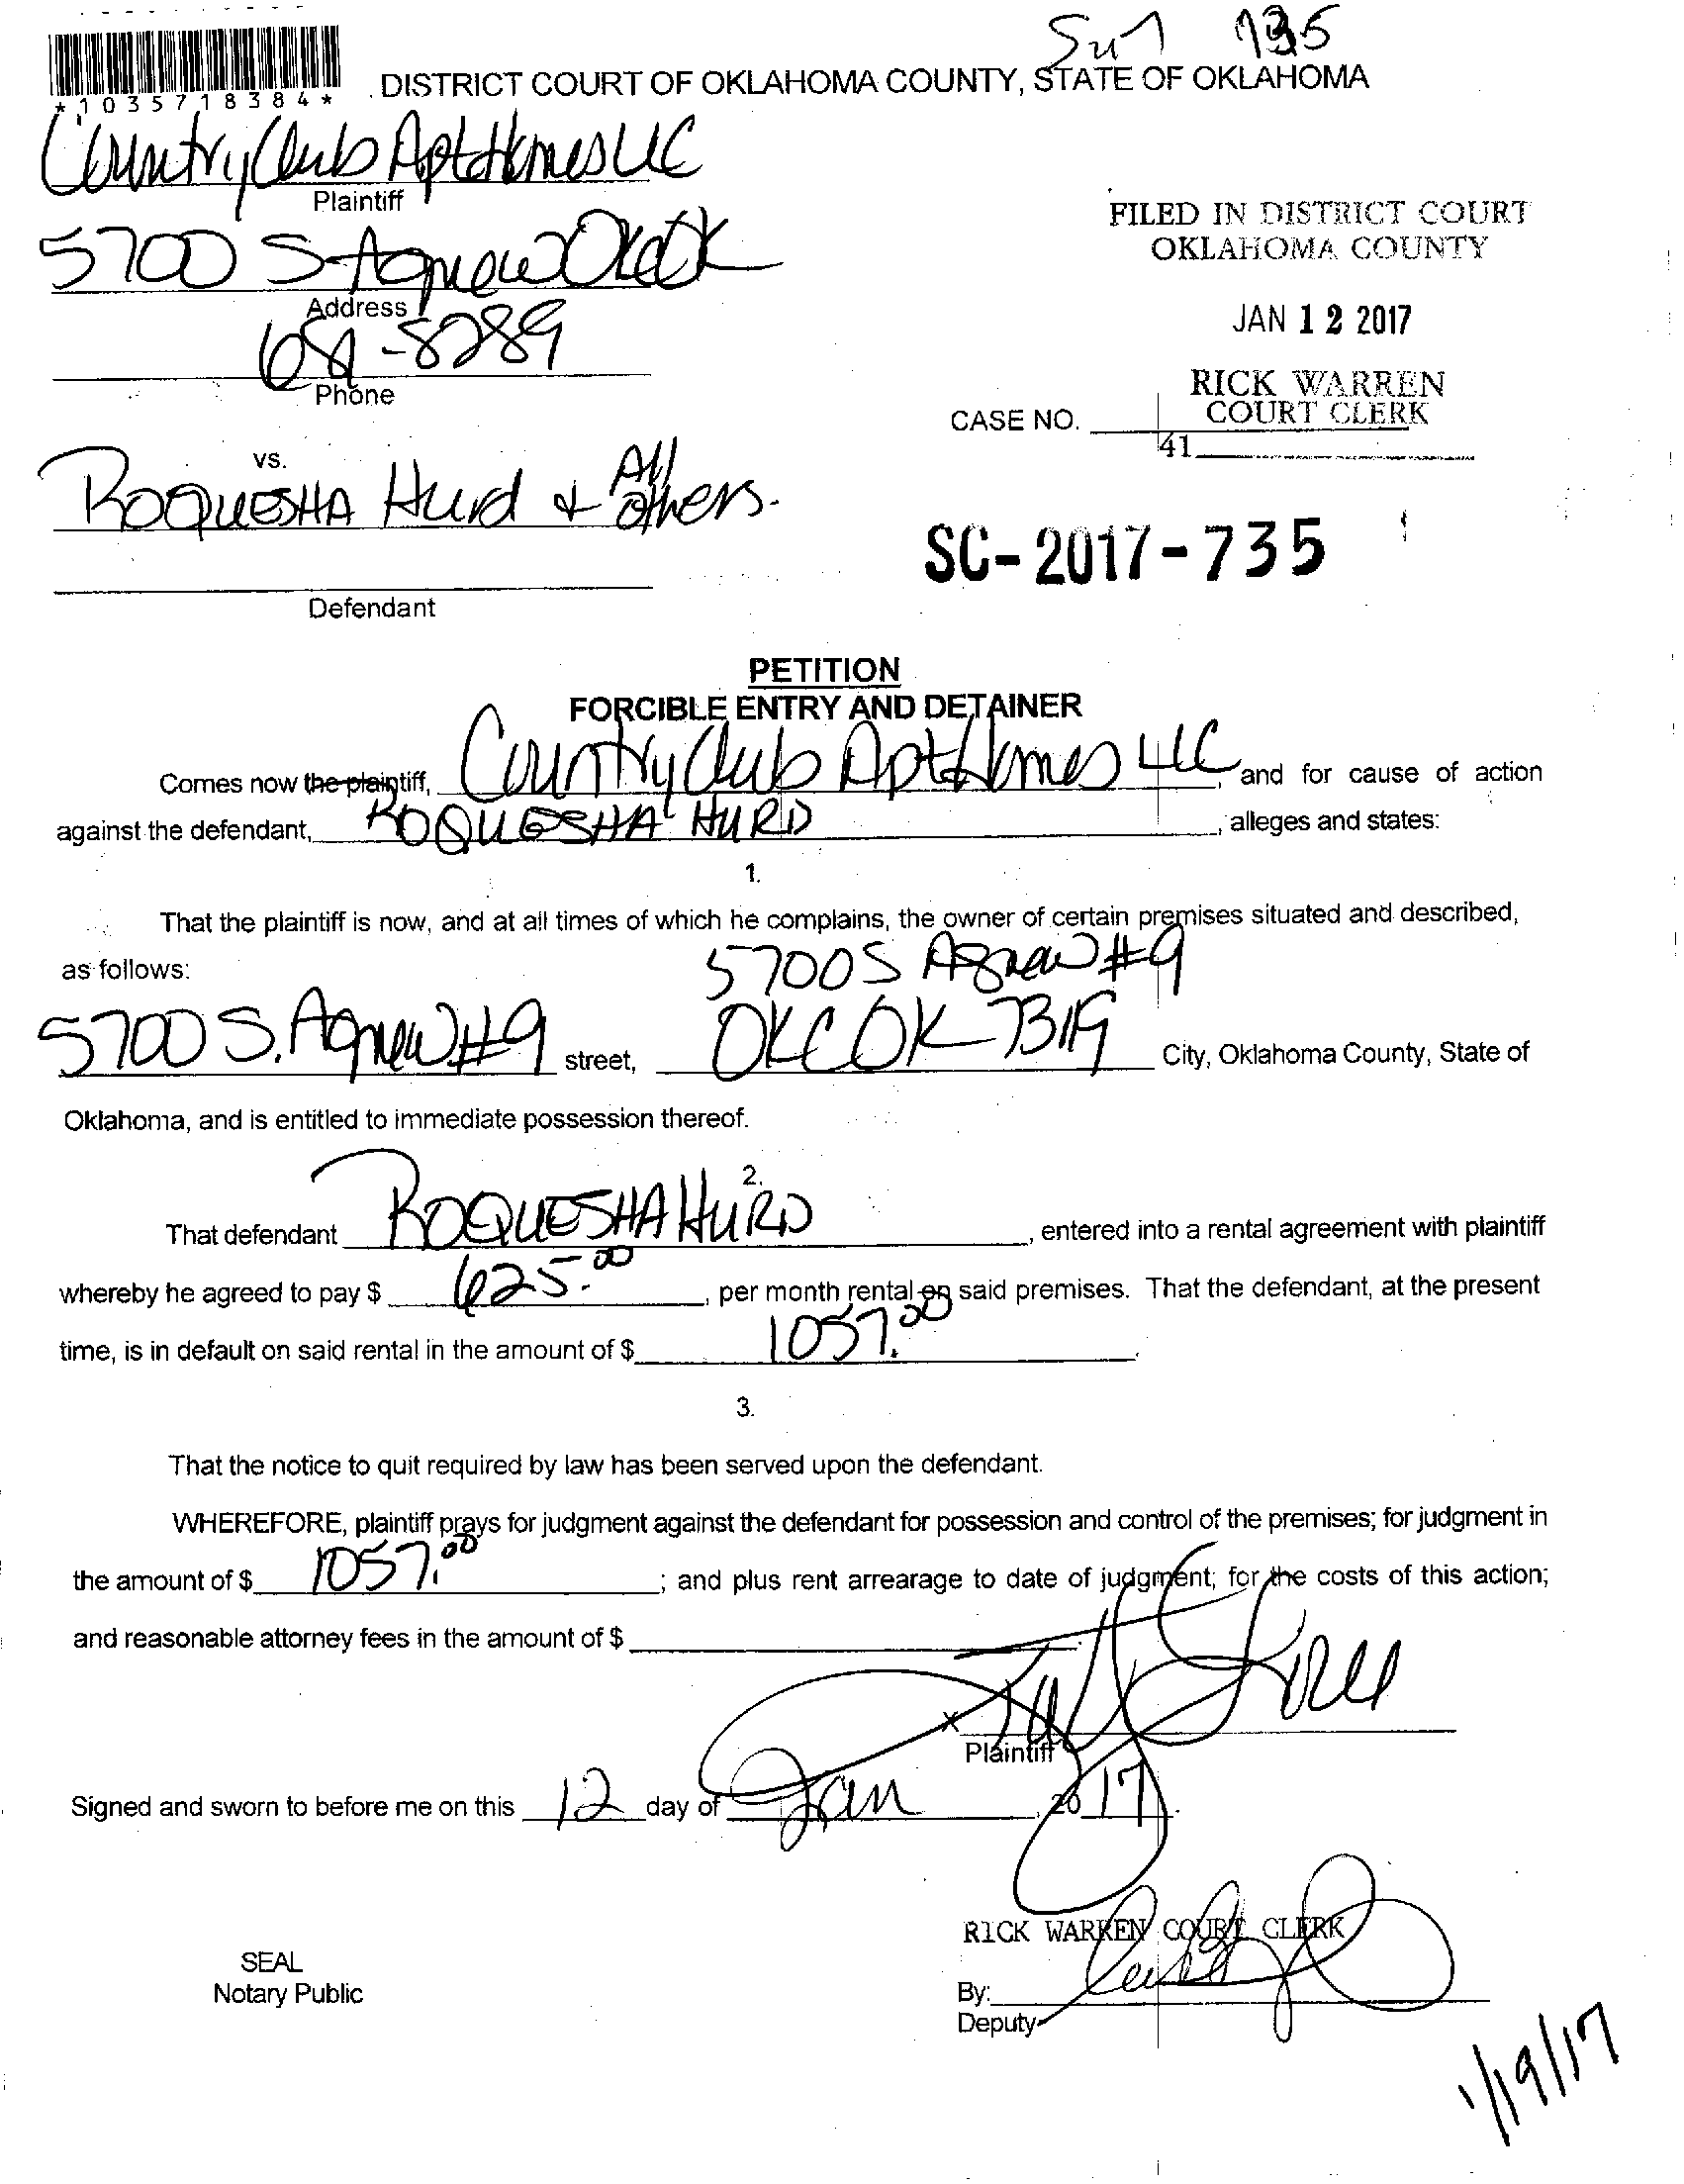 135
*1035718384*
DISTRICT COURT OF OKLAHOMA COUNTY, STATE OF OKLAHOMA
Country Club Apt Homes LLC
Plaintiff
5700 S Agnew
Address
-8289
Phone
FILED IN DISTRICT COURT
OKLAHOMA COUNTY
JAN 12 2017
RICK WARREN
COURT CLERK
CASE NO.
41
vs.
ROQUESHA Hurd & All others.
Defendant
SC-2017-735
PETITION
FORCIBLE ENTRY AND DETAINER
Comes now the plaintiff, Country Club Apt Homes LLC, and for cause of action
against the defendant, ROQUESHA HURD, alleges and states:
1.
That the plaintiff is now, and at all times of which he complains, the owner of certain premises situated and described,
as follows: 5700 S Agnew #9
5700 S. Agnew #9 street, OKC OK 73119 City, Oklahoma County, State of
Oklahoma, and is entitled to immediate possession thereof.
2.
That defendant ROQUESHA HURD, entered into a rental agreement with plaintiff
whereby he agreed to pay $ 625.00, per month rental on said premises. That the defendant, at the present
time, is in default on said rental in the amount of $ 1057.00.
3.
That the notice to quit required by law has been served upon the defendant.
WHEREFORE, plaintiff prays for judgment against the defendant for possession and control of the premises; for judgment in
the amount of $ 1057.00; and plus rent arrearage to date of judgment; for the costs of this action;
and reasonable attorney fees in the amount of $
x
Plaintiff
Signed and sworn to before me on this 12 day of Jan, 2017.
RICK WARREN COURT CLERK
SEAL
Notary Public
By:
Deputy
1/19/17